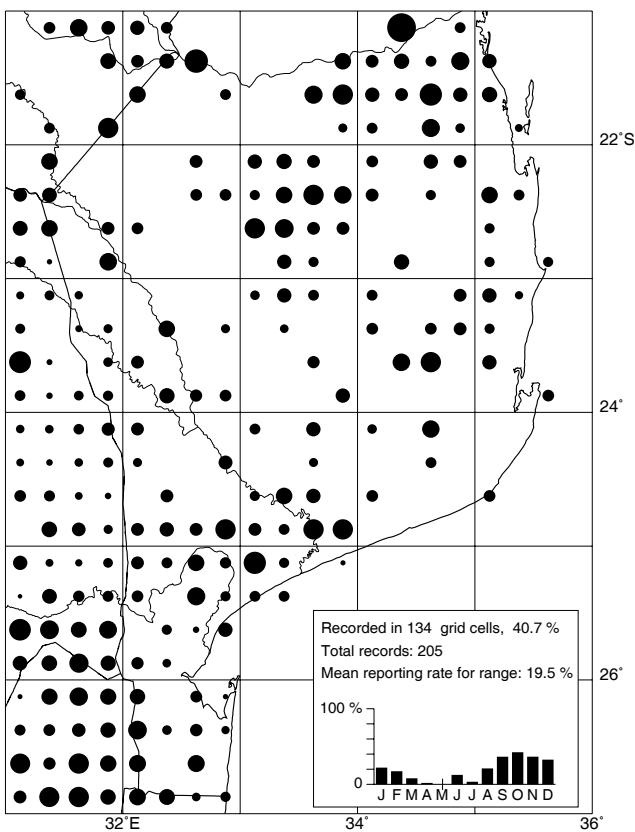 22˚S
24˚
Recorded in 134 grid cells, 40.7 %
Total records: 205
Mean reporting rate for range: 19.5 %
26˚
100 %
0
J F M A M J J A S O N D
32˚E 34˚ 36˚